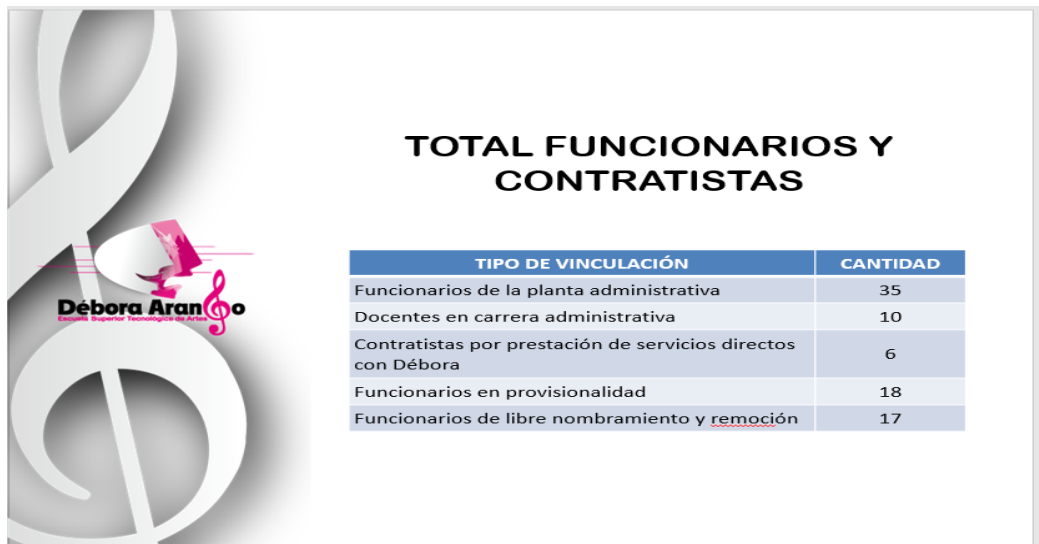 TOTAL FUNCIONARIOS Y
CONTRATISTAS
Débora Arango
Escuela Superior Tecnológica de Artes
TIPO DE VINCULACIÓN CANTIDAD
Funcionarios de la planta administrativa 35
Docentes en carrera administrativa 10
Contratistas por prestación de servicios directos
con Débora 6
Funcionarios en provisionalidad 18
Funcionarios de libre nombramiento y remoción 17